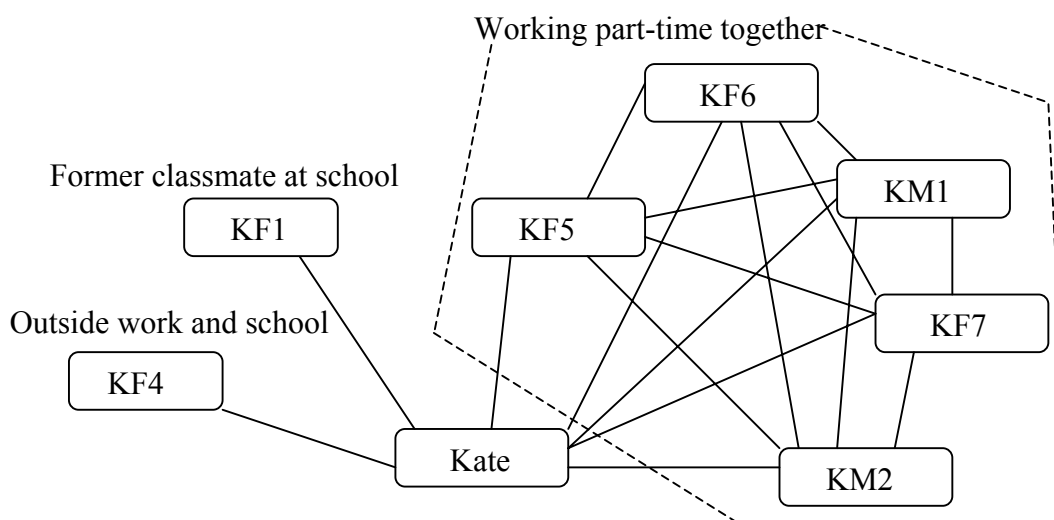 Working part-time together
KF6
Former classmate at school
KM1
KF1
KF5
Outside work and school
KF7
KF4
Kate
KM2